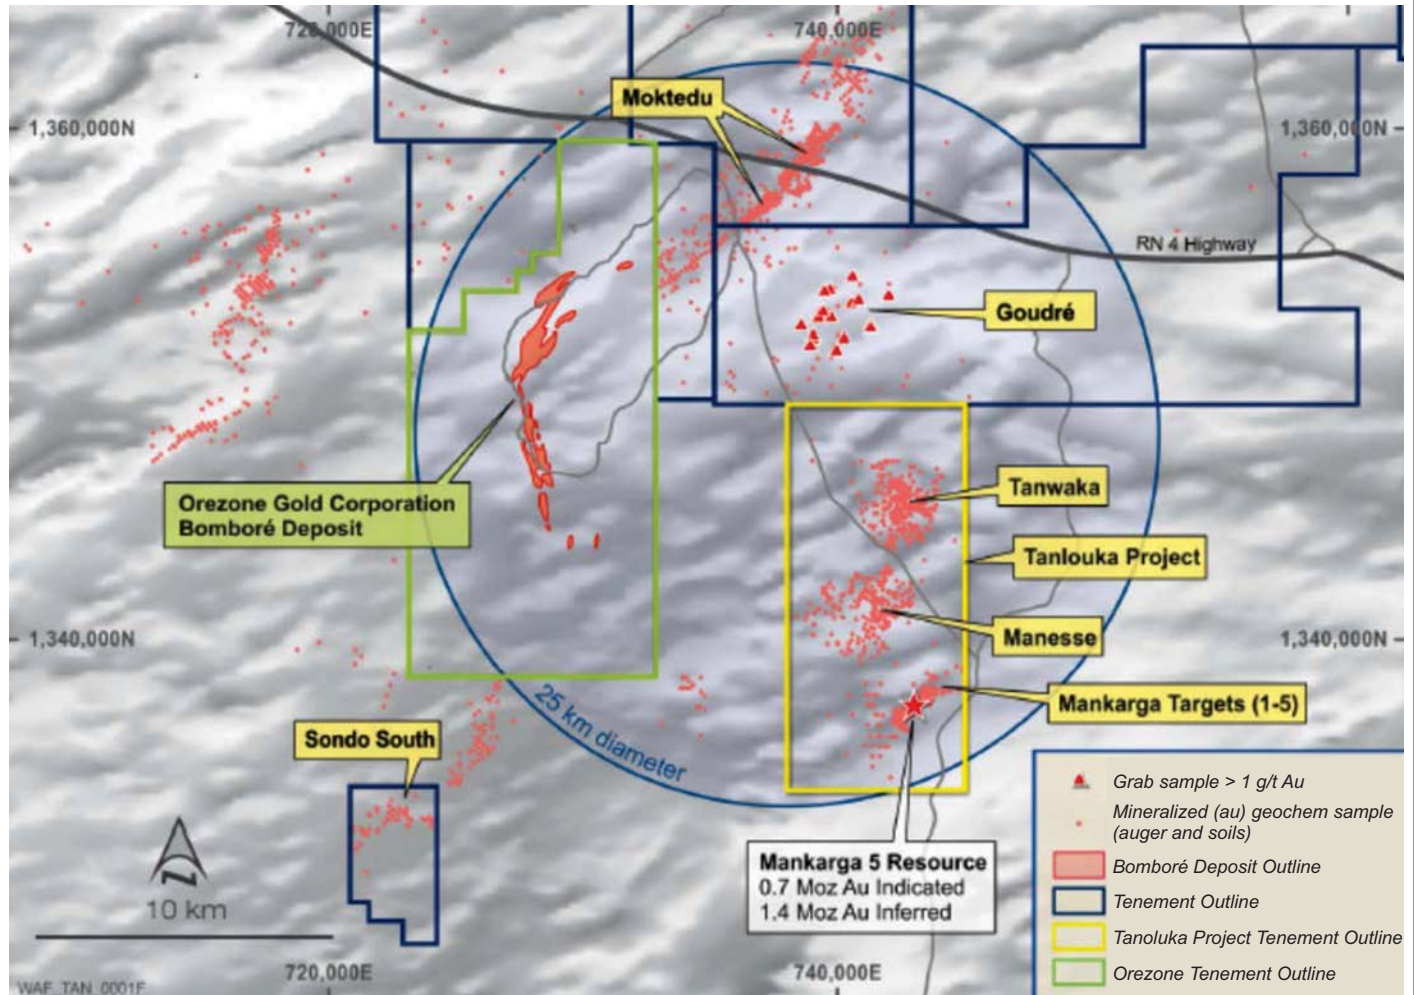 720,000E
740,000E
Moktedu
1,360,000N
1,360,000N
RN 4 Highway
Goudré
Tanwaka
Orezone Gold Corporation
Bomboré Deposit
Tanlouka Project
Manesse
1,340,000N
1,340,000N
Mankarga Targets (1-5)
25 km diameter
Sondo South
Mankarga 5 Resource
0.7 Moz Au Indicated
1.4 Moz Au Inferred
Grab sample > 1 g/t Au
Mineralized (au) geochem sample
(auger and soils)
Bomboré Deposit Outline
Tenement Outline
Tanoluka Project Tenement Outline
Orezone Tenement Outline
N
10 km
720,000E
740,000E
WAF_TAN_0001F